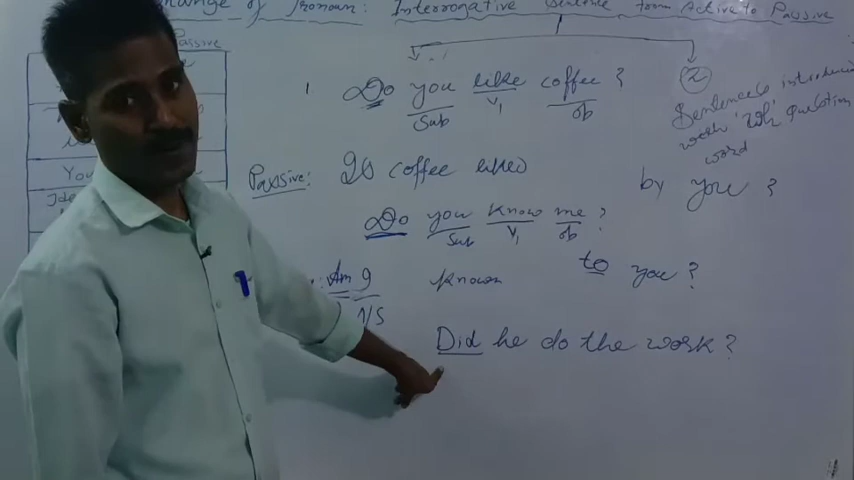 Change of Pronoun: Interrogative Sentence from Active to Passive
Passive
1 Do you like coffee?
Sub V1 ob
2
Sentences introduced
with 'Wh' question
word
You
Passive: Is coffee liked by you?
Do you know me?
Sub V1 ob
Am I known to you?
1/S
Did he do the work?